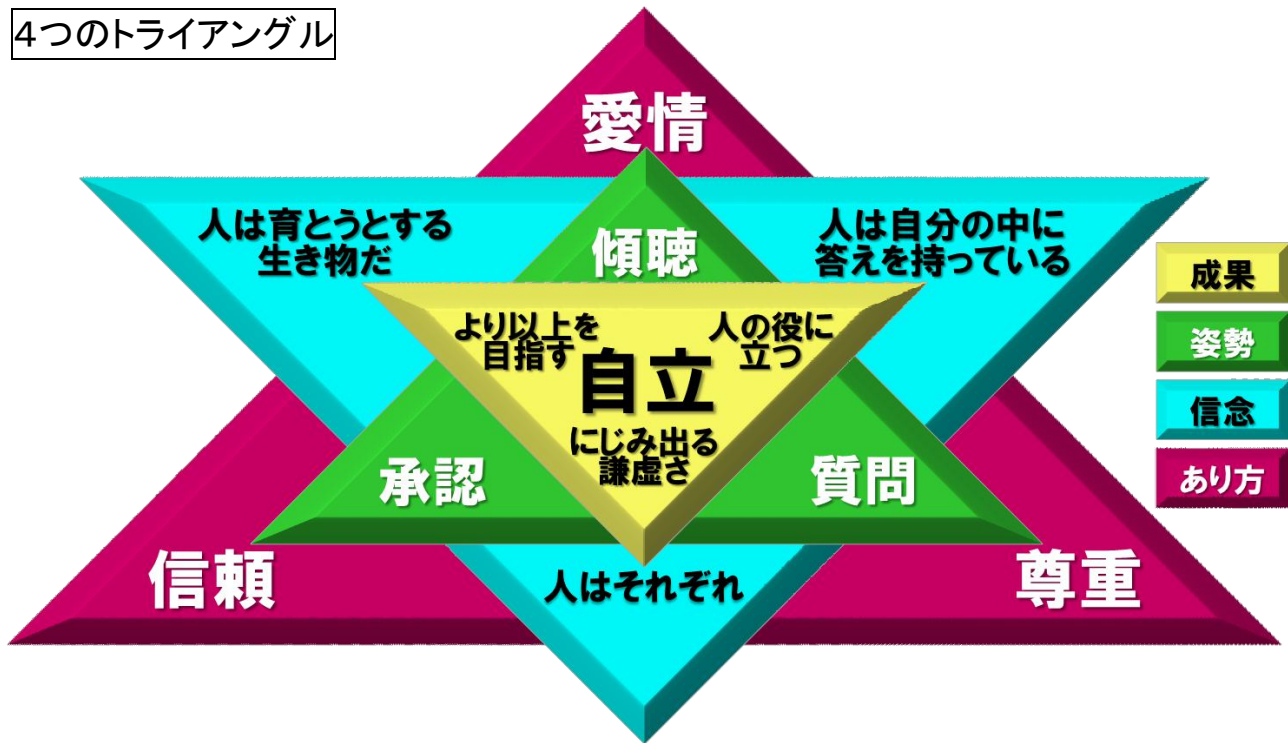 4つのトライアングル
愛情
人は育とうとする
生き物だ
人は自分の中に
答えを持っている
傾聴
より以上を
目指す
人の役に
立つ
自立
にじみ出る
謙虚さ
承認
質問
信頼
尊重
人はそれぞれ
成果
姿勢
信念
あり方